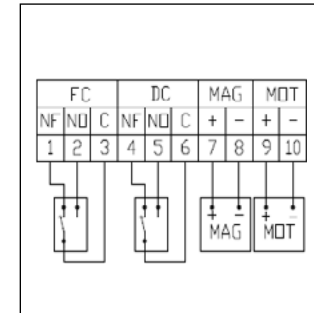 FC DC MAG MOT
NF NO C NF NO C + - + -
1 2 3 4 5 6 7 8 9 10
+ - + -
MAG MOT